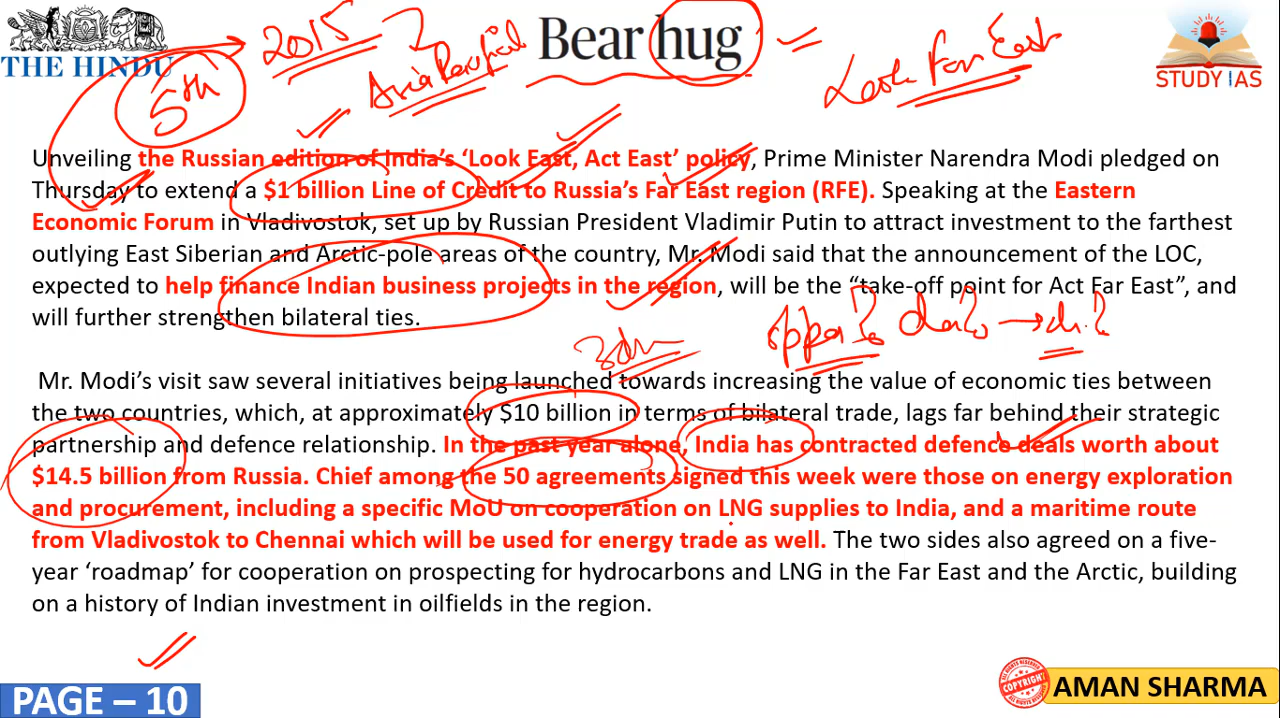 THE HINDU
5th
2015
Asia Pacific
Bear hug
Look Far East
STUDY IAS
Unveiling the Russian edition of India's 'Look East, Act East' policy, Prime Minister Narendra Modi pledged on
Thursday to extend a $1 billion Line of Credit to Russia's Far East region (RFE). Speaking at the Eastern
Economic Forum in Vladivostok, set up by Russian President Vladimir Putin to attract investment to the farthest
outlying East Siberian and Arctic-pole areas of the country, Mr. Modi said that the announcement of the LOC,
expected to help finance Indian business projects in the region, will be the "take-off point for Act Far East", and
will further strengthen bilateral ties.
Mr. Modi's visit saw several initiatives being launched towards increasing the value of economic ties between
the two countries, which, at approximately $10 billion in terms of bilateral trade, lags far behind their strategic
partnership and defence relationship. In the past year alone, India has contracted defence deals worth about
$14.5 billion from Russia. Chief among the 50 agreements signed this week were those on energy exploration
and procurement, including a specific MoU on cooperation on LNG supplies to India, and a maritime route
from Vladivostok to Chennai which will be used for energy trade as well. The two sides also agreed on a five-
year 'roadmap' for cooperation on prospecting for hydrocarbons and LNG in the Far East and the Arctic, building
on a history of Indian investment in oilfields in the region.
PAGE – 10
COPYRIGHT
AMAN SHARMA